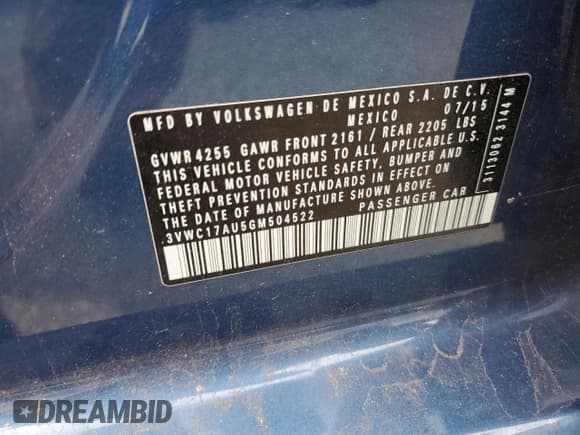 MFD BY VOLKSWAGEN DE MEXICO S.A. DE C.V.
MEXICO 07/15
GVWR 4255 GAWR FRONT 2161 / REAR 2205 LBS
THIS VEHICLE CONFORMS TO ALL APPLICABLE U.S.
FEDERAL MOTOR VEHICLE SAFETY, BUMPER AND
THEFT PREVENTION STANDARDS IN EFFECT ON
THE DATE OF MANUFACTURE SHOWN ABOVE.
.3VWC17AU5GM504522 PASSENGER CAR
3113062 3144 M
DREAMBID